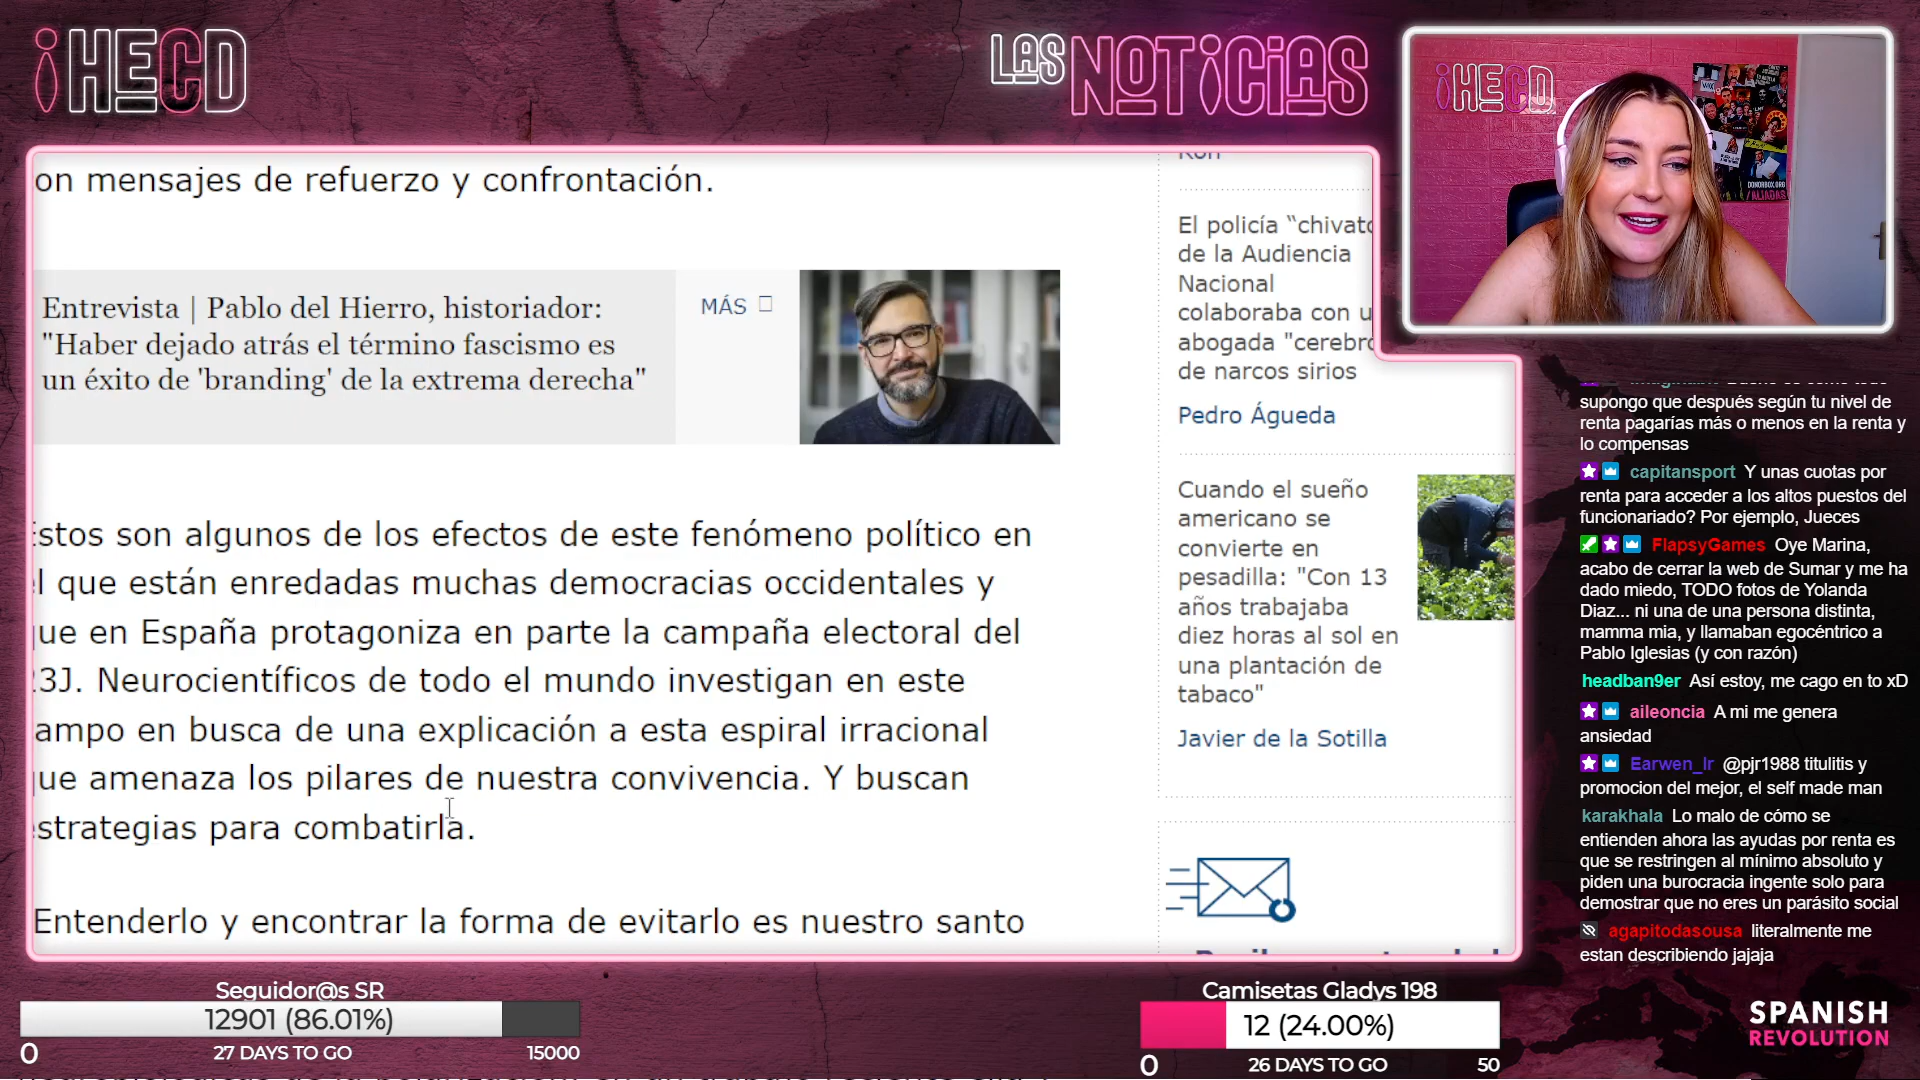 ¡HECD
LAS NOTICIAS
¡HECD
DONORBOX.ORG
/ALIADAS
on mensajes de refuerzo y confrontación.
Entrevista | Pablo del Hierro, historiador:
"Haber dejado atrás el término fascismo es
un éxito de 'branding' de la extrema derecha"
MÁS
stos son algunos de los efectos de este fenómeno político en
l que están enredadas muchas democracias occidentales y
ue en España protagoniza en parte la campaña electoral del
3J. Neurocientíficos de todo el mundo investigan en este
ampo en busca de una explicación a esta espiral irracional
ue amenaza los pilares de nuestra convivencia. Y buscan
strategias para combatirla.
Entenderlo y encontrar la forma de evitarlo es nuestro santo
El policía “chivato
de la Audiencia
Nacional
colaboraba con u
abogada "cerebro
de narcos sirios
Pedro Águeda
Cuando el sueño
americano se
convierte en
pesadilla: "Con 13
años trabajaba
diez horas al sol en
una plantación de
tabaco"
Javier de la Sotilla
supongo que después según tu nivel de
renta pagarías más o menos en la renta y
lo compensas
capitansport Y unas cuotas por
renta para acceder a los altos puestos del
funcionariado? Por ejemplo, Jueces
FlapsyGames Oye Marina,
acabo de cerrar la web de Sumar y me ha
dado miedo, TODO fotos de Yolanda
Diaz... ni una de una persona distinta,
mamma mia, y llamaban egocéntrico a
Pablo Iglesias (y con razón)
headban9er Así estoy, me cago en to xD
aileoncia A mi me genera
ansiedad
Earwen_lr @pjr1988 titulitis y
promocion del mejor, el self made man
karakhala Lo malo de cómo se
entienden ahora las ayudas por renta es
que se restringen al mínimo absoluto y
piden una burocracia ingente solo para
demostrar que no eres un parásito social
agapitodasousa literalmente me
estan describiendo jajaja
Seguidor@s SR
12901 (86.01%)
0 27 DAYS TO GO 15000
Camisetas Gladys 198
12 (24.00%)
0 26 DAYS TO GO 50
SPANISH
REVOLUTION